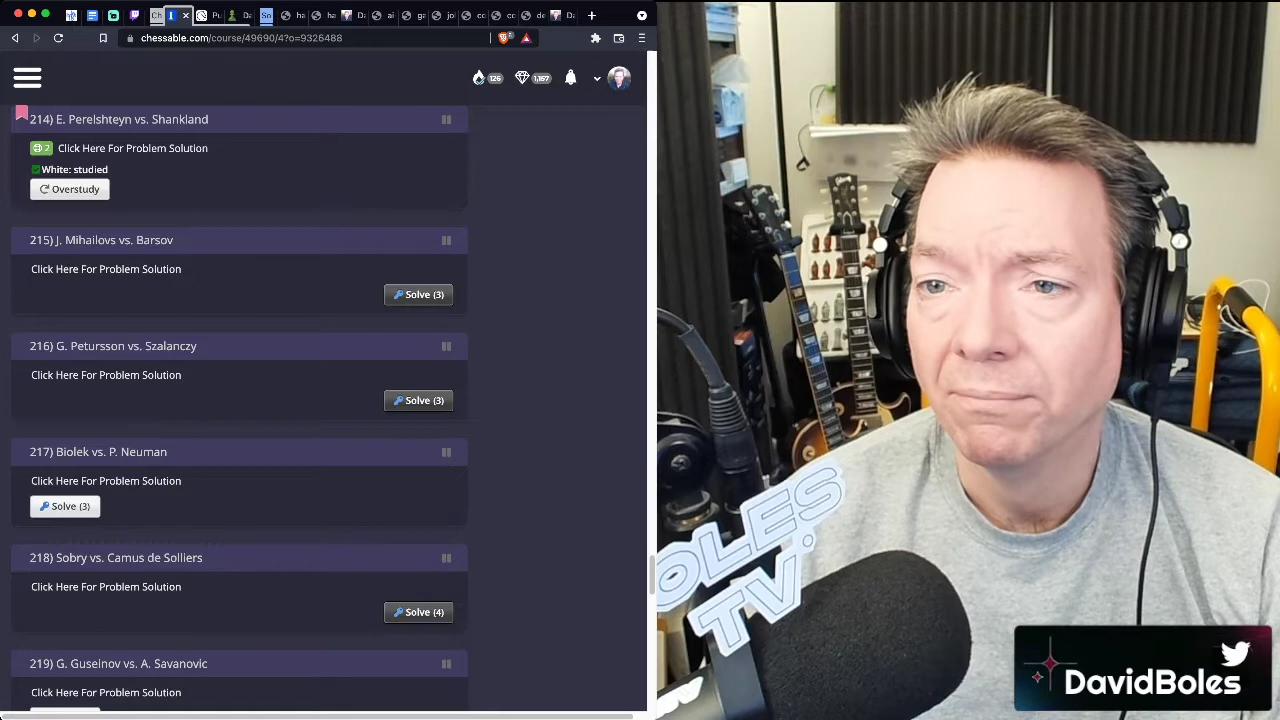 chessable.com/course/49690/4?o=9326488
126
1,167
214) E. Perelshteyn vs. Shankland
2 Click Here For Problem Solution
White: studied
Overstudy
215) J. Mihailovs vs.
Click Here For Problem Solution
Solve (3)
216) G. Petursson vs.
Click Here For Problem Solution
Solve (3)
217) Biolek vs. P. Neuman
Click Here For Problem Solution
Solve (3)
218) Sobry vs. Camus de Solliers
Click Here For Problem Solution
Solve (4)
219) G. Guseinov vs. A. Savanovic
Click Here For Problem Solution
BOLES
TV
DavidBoles